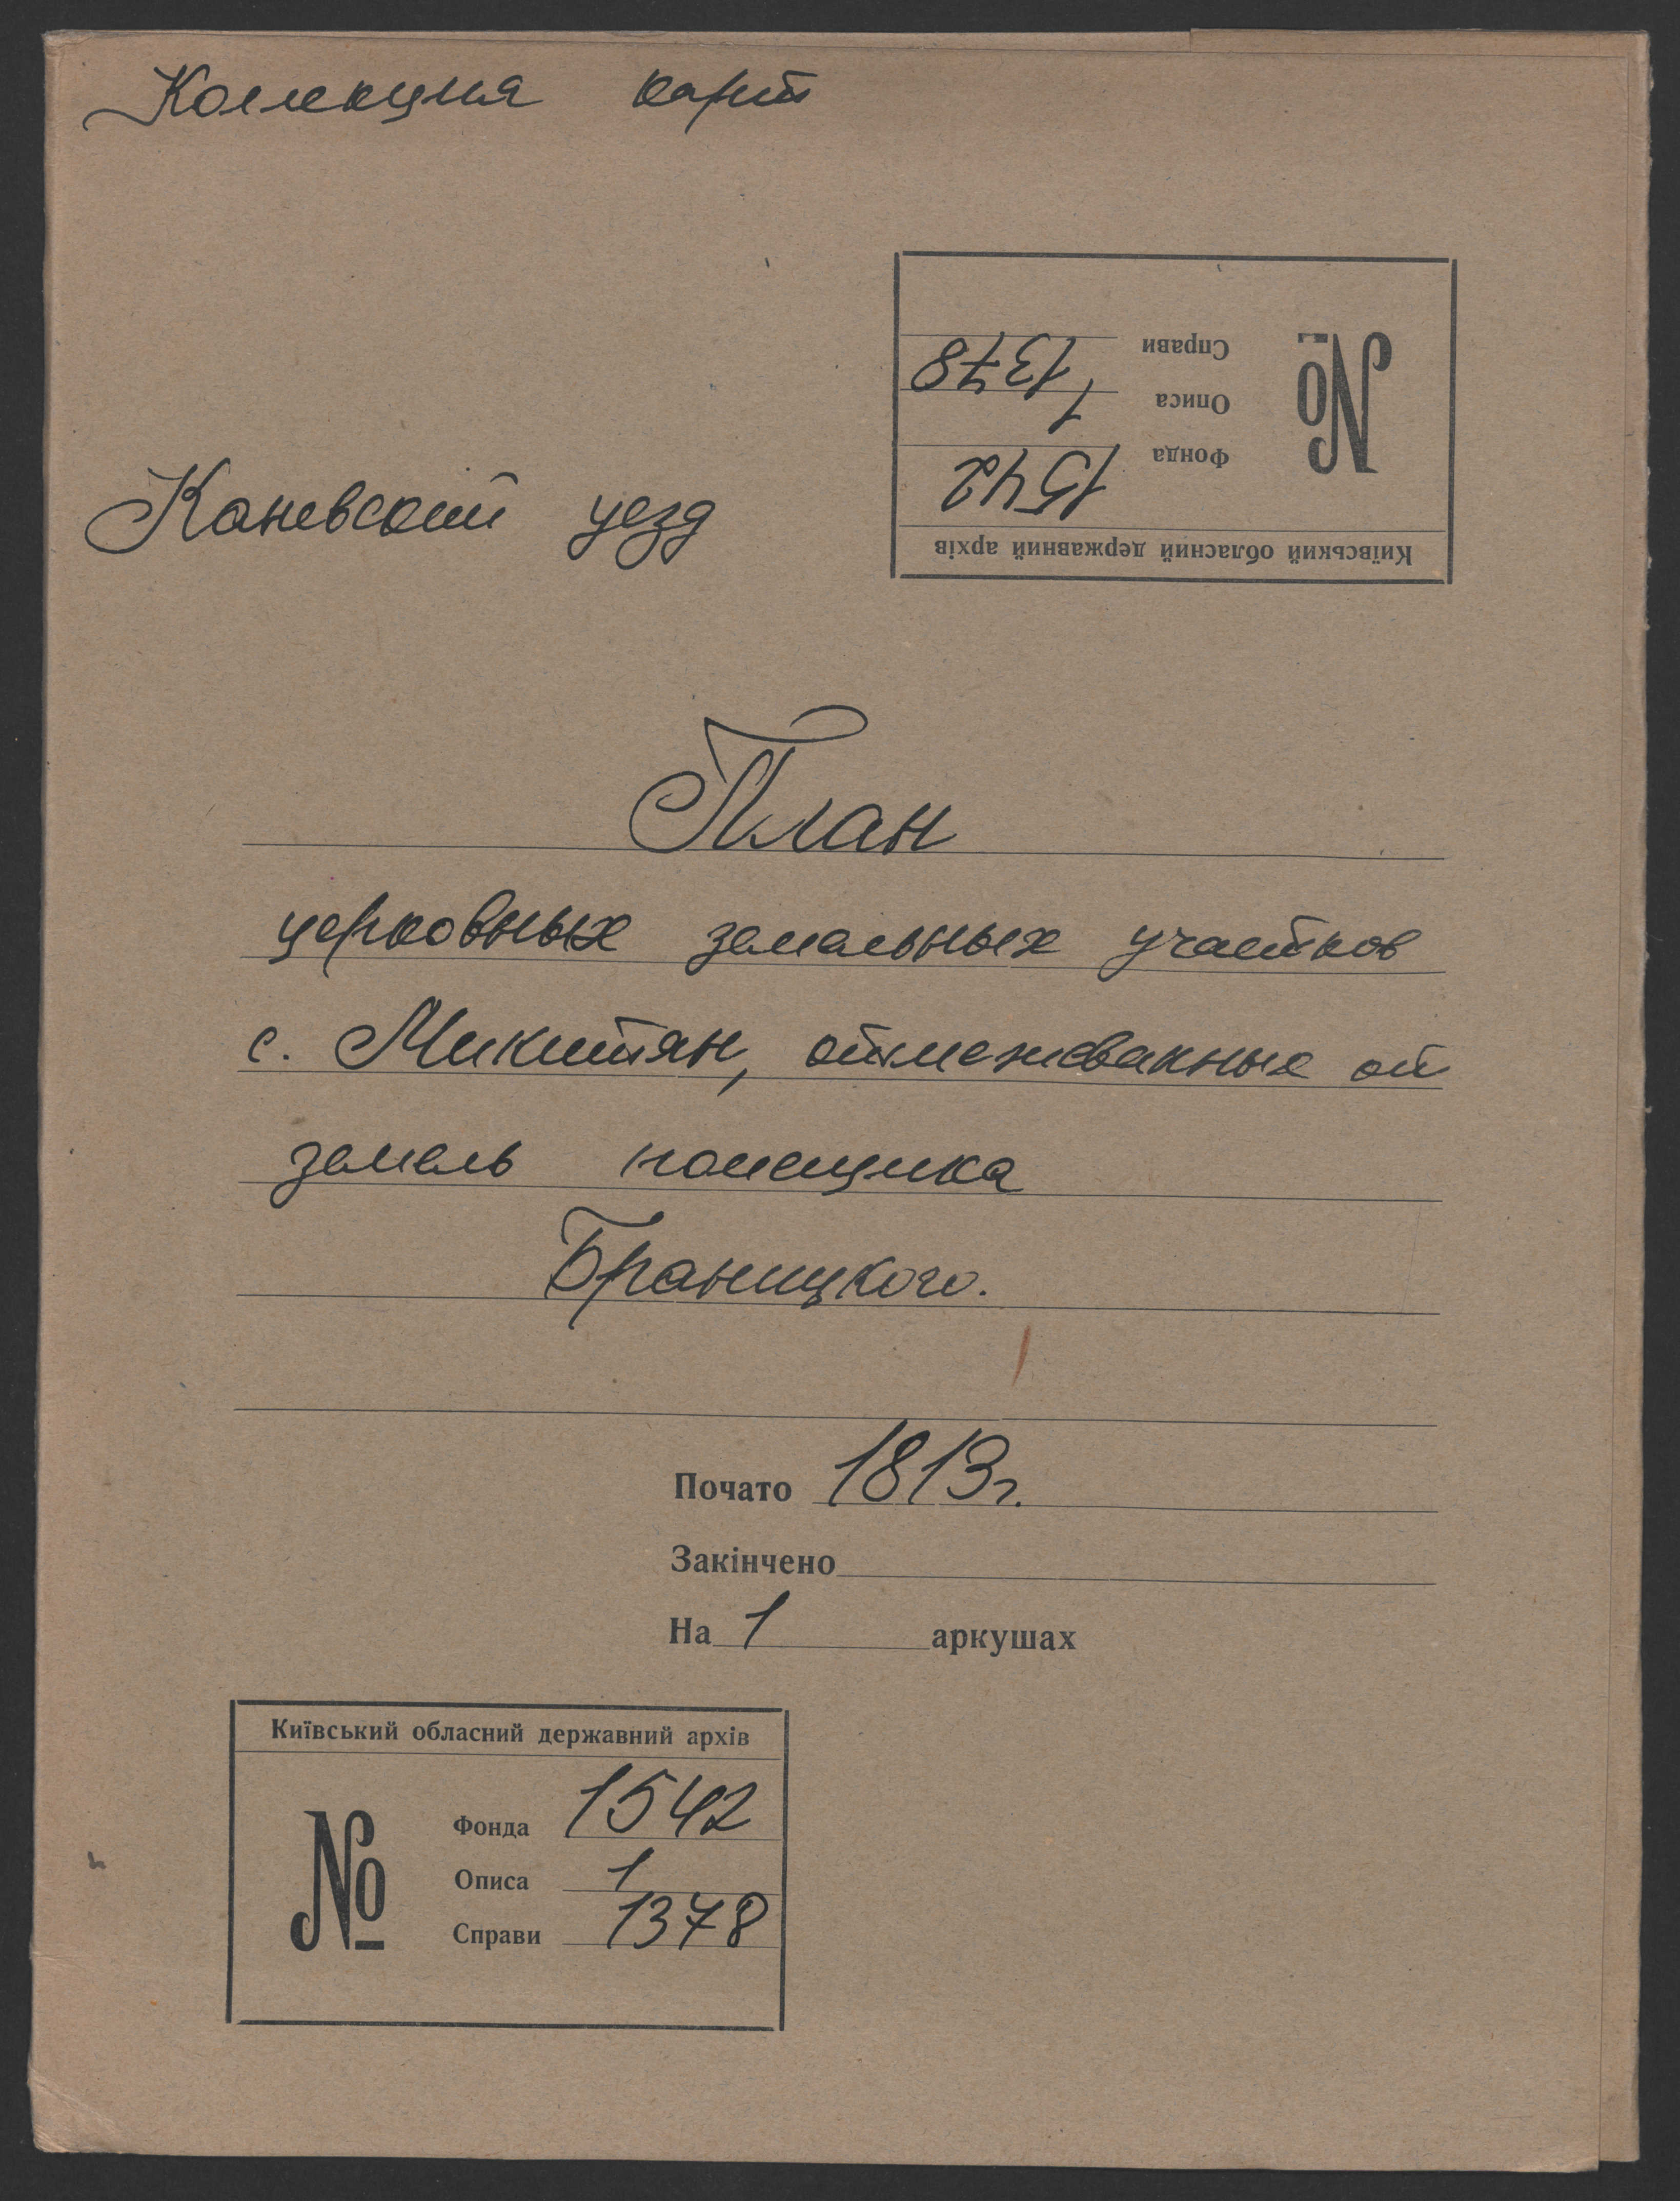 Коллекция карт
Справи 1378
Описа 1
Фонда 1542
№
Київський обласний державний архів
Каневский уезд
План
церковных земельных участков
с. Микитян, отмежеванных от
земель помещика
Браницкого.
Почато 1813г.
Закінчено
На 1 аркушах
Київський обласний державний архів
№
Фонда 1542
Описа 1
Справи 1378